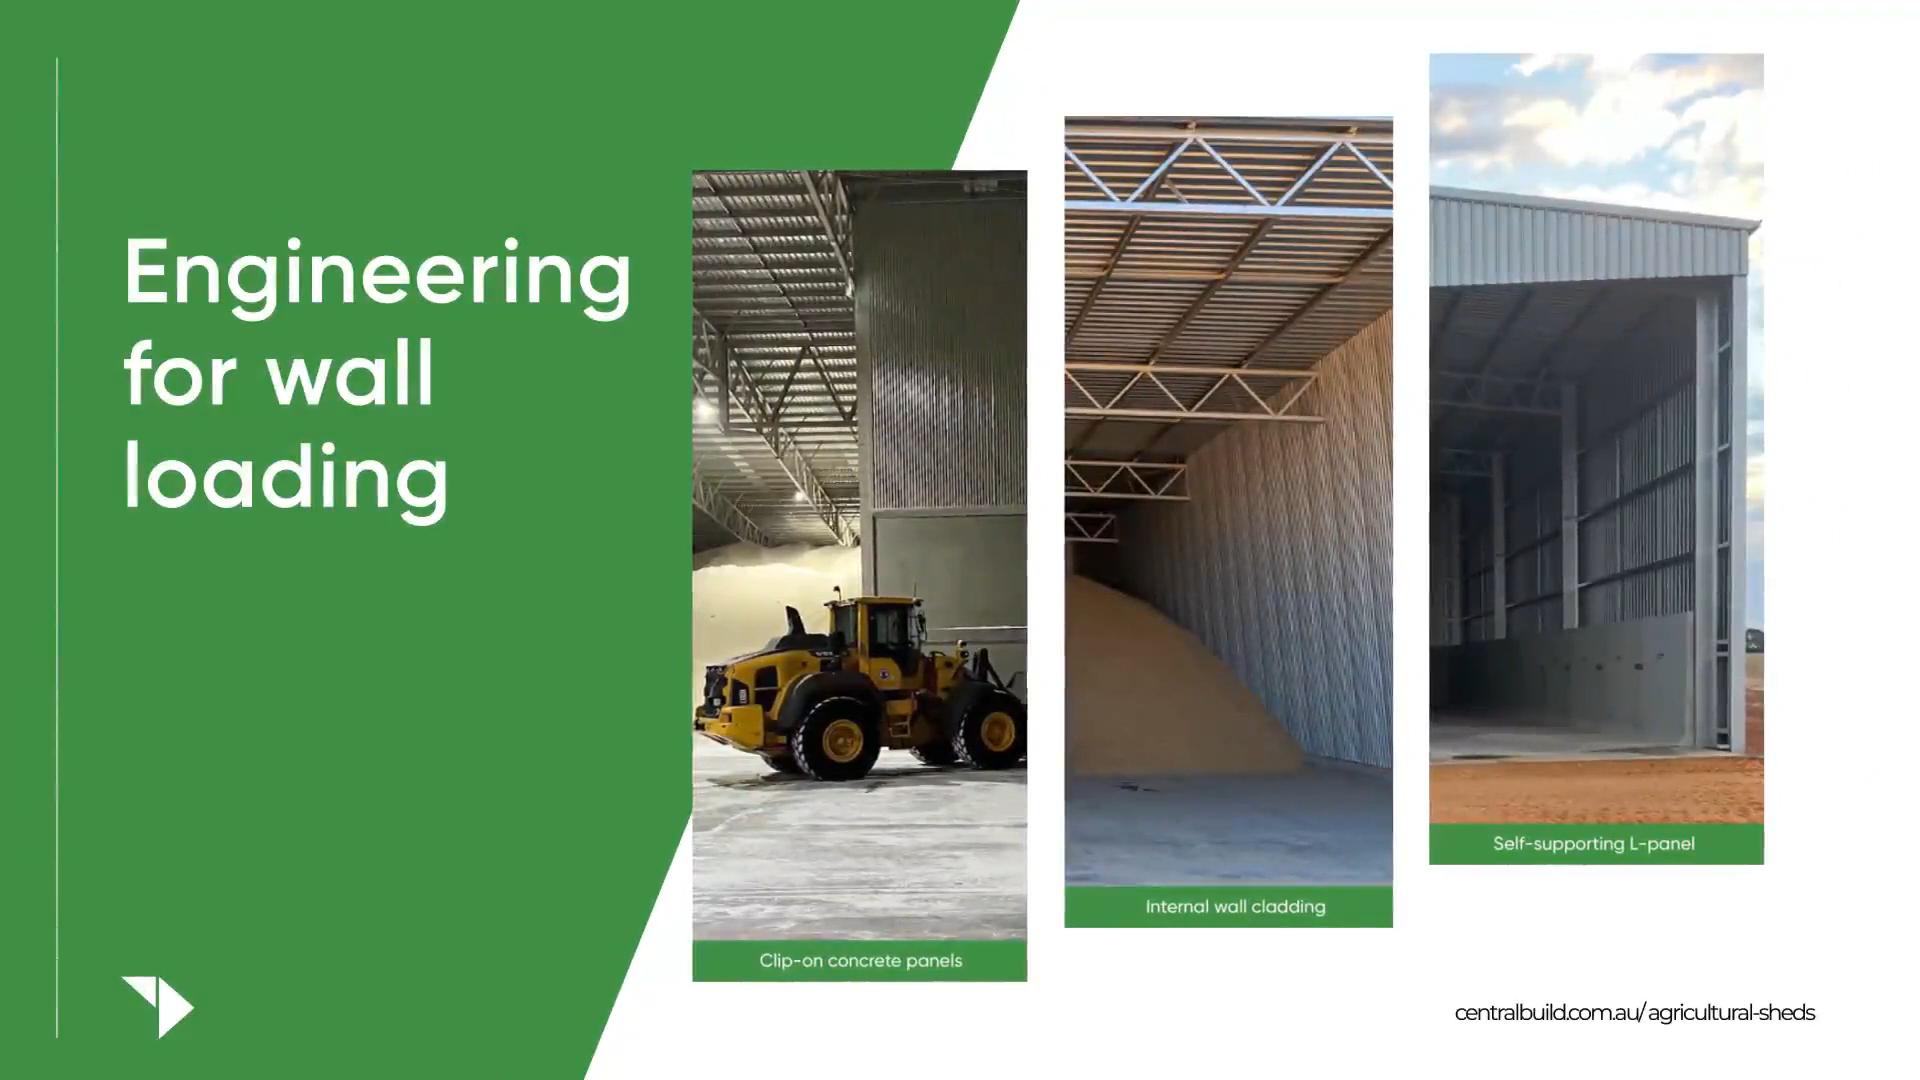 Engineering
for wall
loading
Clip-on concrete panels
Internal wall cladding
Self-supporting L-panel
centralbuild.com.au/agricultural-sheds